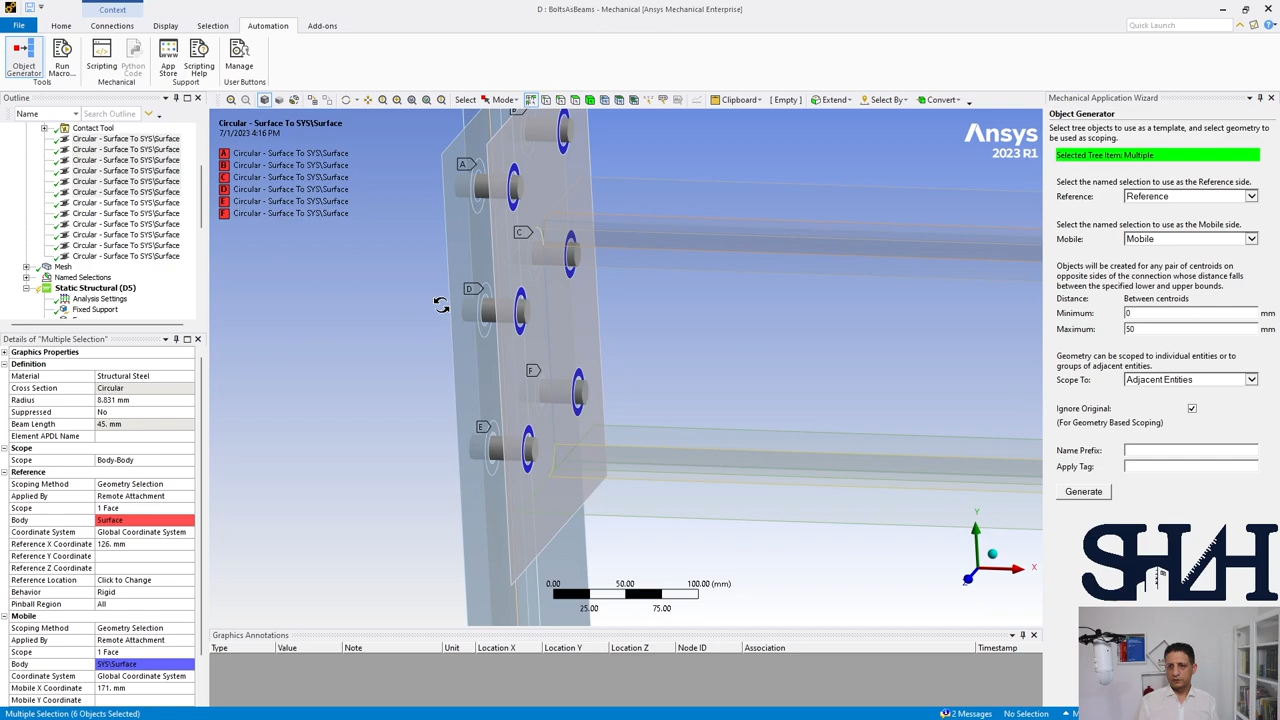 D : BoltsAsBeams - Mechanical [Ansys Mechanical Enterprise]
Context
File Home Connections Display Selection Automation Add-ons
Quick Launch
Object Generator
Run Macro...
Scripting
Python Code
App Store
Scripting Help
Manage
Tools
Mechanical
Support
User Buttons
Outline
Name
Search Outline
Contact Tool
Circular - Surface To SYS\Surface
Circular - Surface To SYS\Surface
Circular - Surface To SYS\Surface
Circular - Surface To SYS\Surface
Circular - Surface To SYS\Surface
Circular - Surface To SYS\Surface
Circular - Surface To SYS\Surface
Circular - Surface To SYS\Surface
Circular - Surface To SYS\Surface
Circular - Surface To SYS\Surface
Circular - Surface To SYS\Surface
Circular - Surface To SYS\Surface
Mesh
Named Selections
Static Structural (D5)
Analysis Settings
Fixed Support
Details of "Multiple Selection"
Graphics Properties
Definition
Material Structural Steel
Cross Section Circular
Radius 8.831 mm
Suppressed No
Beam Length 45. mm
Element APDL Name
Scope
Scope Body-Body
Reference
Scoping Method Geometry Selection
Applied By Remote Attachment
Scope 1 Face
Body Surface
Coordinate System Global Coordinate System
Reference X Coordinate 126. mm
Reference Y Coordinate
Reference Z Coordinate
Reference Location Click to Change
Behavior Rigid
Pinball Region All
Mobile
Scoping Method Geometry Selection
Applied By Remote Attachment
Scope 1 Face
Body SYS\Surface
Coordinate System Global Coordinate System
Mobile X Coordinate 171. mm
Mobile Y Coordinate
Multiple Selection (6 Objects Selected)
Select Mode Clipboard [ Empty ] Extend Select By Convert
Circular - Surface To SYS\Surface
7/1/2023 4:16 PM
A Circular - Surface To SYS\Surface
B Circular - Surface To SYS\Surface
C Circular - Surface To SYS\Surface
D Circular - Surface To SYS\Surface
E Circular - Surface To SYS\Surface
F Circular - Surface To SYS\Surface
Ansys
2023 R1
B
A
C
D
F
E
Y
X
0.00 50.00 100.00 (mm)
25.00 75.00
Graphics Annotations
Type Value Note Unit Location X Location Y Location Z Node ID Association Timestamp
2 Messages No Selection
Mechanical Application Wizard
Object Generator
Select tree objects to use as a template, and select geometry to
be used as scoping.
Selected Tree Item: Multiple
Select the named selection to use as the Reference side.
Reference: Reference
Select the named selection to use as the Mobile side.
Mobile: Mobile
Objects will be created for any pair of centroids on
opposite sides of the connection whose distance falls
between the specified lower and upper bounds.
Distance: Between centroids
Minimum: 0 mm
Maximum: 50 mm
Geometry can be scoped to individual entities or to
groups of adjacent entities.
Scope To: Adjacent Entities
Ignore Original:
(For Geometry Based Scoping)
Name Prefix:
Apply Tag:
Generate